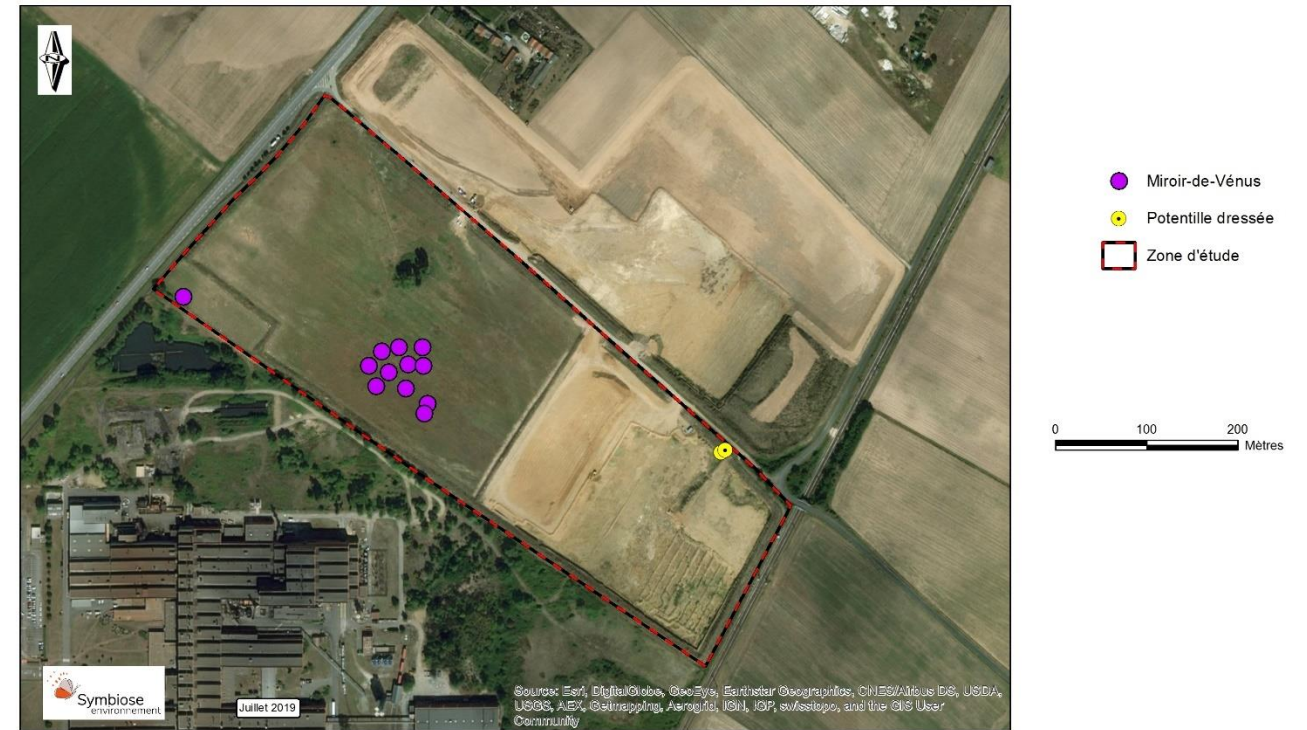 Miroir-de-Vénus
Potentille dressée
Zone d'étude
0 100 200
Mètres
Symbiose
environnement
Juillet 2019
Source: Esri, DigitalGlobe, GeoEye, Earthstar Geographics, CNES/Airbus DS, USDA,
USGS, AEX, Getmapping, Aerogrid, IGN, IGP, swisstopo, and the GIS User
Community